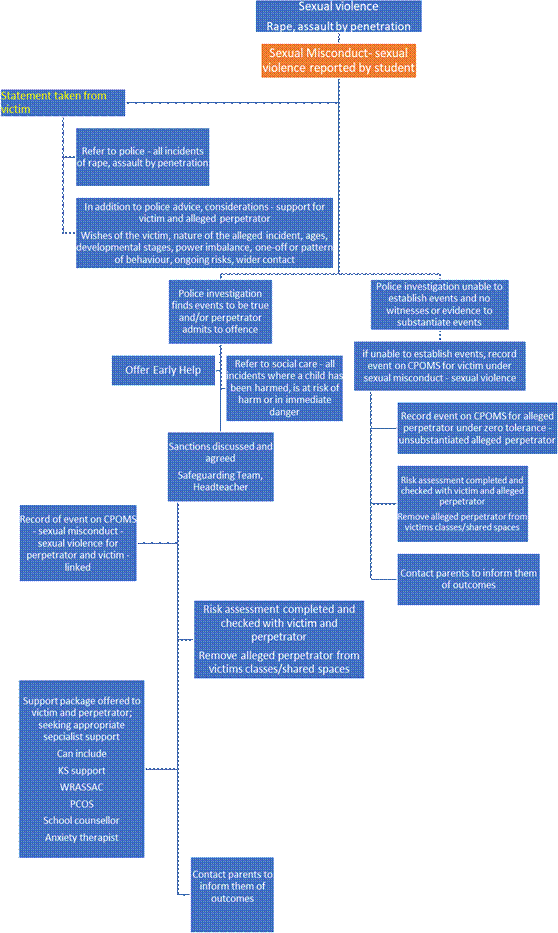 Sexual violence
Rape, assault by penetration
Sexual Misconduct- sexual
violence reported by student
Statement taken from
victim
Refer to police - all incidents
of rape, assault by penetration
In addition to police advice, considerations - support for
victim and alleged perpetrator
Wishes of the victim, nature of the alleged incident, ages,
developmental stages, power imbalance, one-off or pattern
of behaviour, ongoing risks, wider contact
Police investigation
finds events to be true
and/or perpetrator
admits to offence
Police investigation unable to
establish events and no
witnesses or evidence to
substantiate events
Offer Early Help
Refer to social care - all
incidents where a child has
been harmed, is at risk of
harm or in immediate
danger
if unable to establish events, record
event on CPOMS for victim under
sexual misconduct - sexual violence
Record event on CPOMS for alleged
perpetrator under zero tolerance -
unsubstantiated alleged perpetrator
Sanctions discussed and
agreed
Safeguarding Team,
Headteacher
Risk assessment completed and
checked with victim and alleged
perpetrator
Remove alleged perpetrator from
victims classes/shared spaces
Record of event on CPOMS
- sexual misconduct -
sexual violence for
perpetrator and victim -
linked
Contact parents to inform them
of outcomes
Risk assessment completed and
checked with victim and
perpetrator
Remove alleged perpetrator from
victims classes/shared spaces
Support package offered to
victim and perpetrator;
seeking appropriate
sepcialist support
Can include
KS support
WRASSAC
PCOS
School counsellor
Anxiety therapist
Contact parents to
inform them of
outcomes